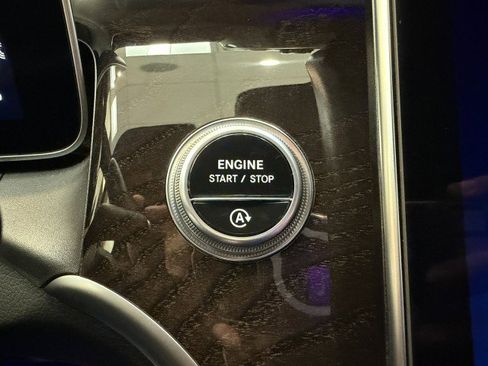 ENGINE
START / STOP
A